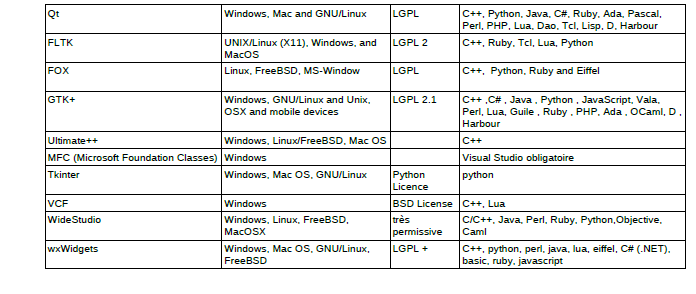 Qt Windows, Mac and GNU/Linux LGPL C++, Python, Java, C#, Ruby, Ada, Pascal,
Perl, PHP, Lua, Dao, Tcl, Lisp, D, Harbour
FLTK UNIX/Linux (X11), Windows, and LGPL 2 C++, Ruby, Tcl, Lua, Python
MacOS
FOX Linux, FreeBSD, MS-Window LGPL C++, Python, Ruby and Eiffel
GTK+ Windows, GNU/Linux and Unix, LGPL 2.1 C++ ,C# , Java , Python , JavaScript, Vala,
OSX and mobile devices Perl, Lua, Guile , Ruby , PHP, Ada , OCaml, D ,
Harbour
Ultimate++ Windows, Linux/FreeBSD, Mac OS C++
MFC (Microsoft Foundation Classes) Windows Visual Studio obligatoire
Tkinter Windows, Mac OS, GNU/Linux Python python
Licence
VCF Windows BSD License C++, Lua
WideStudio Windows, Linux, FreeBSD, très C/C++, Java, Perl, Ruby, Python,Objective,
MacOSX permissive Caml
wxWidgets Windows, Mac OS, GNU/Linux, LGPL + C++, python, perl, java, lua, eiffel, C# (.NET),
FreeBSD basic, ruby, javascript